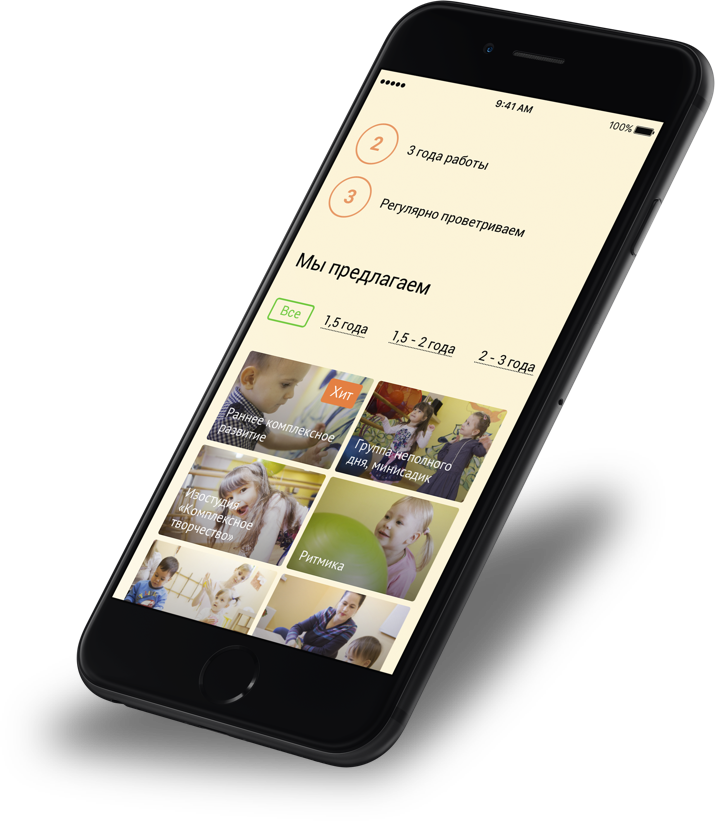 9:41 AM
100%
2
3 года работы
3
Регулярно проветриваем
Мы предлагаем
Все
1,5 года
1,5 - 2 года
2 - 3 года
Хит
Раннее комплексное
развитие
Группа неполного
дня, минисадик
Изостудия
«Комплексное
творчество»
Ритмика